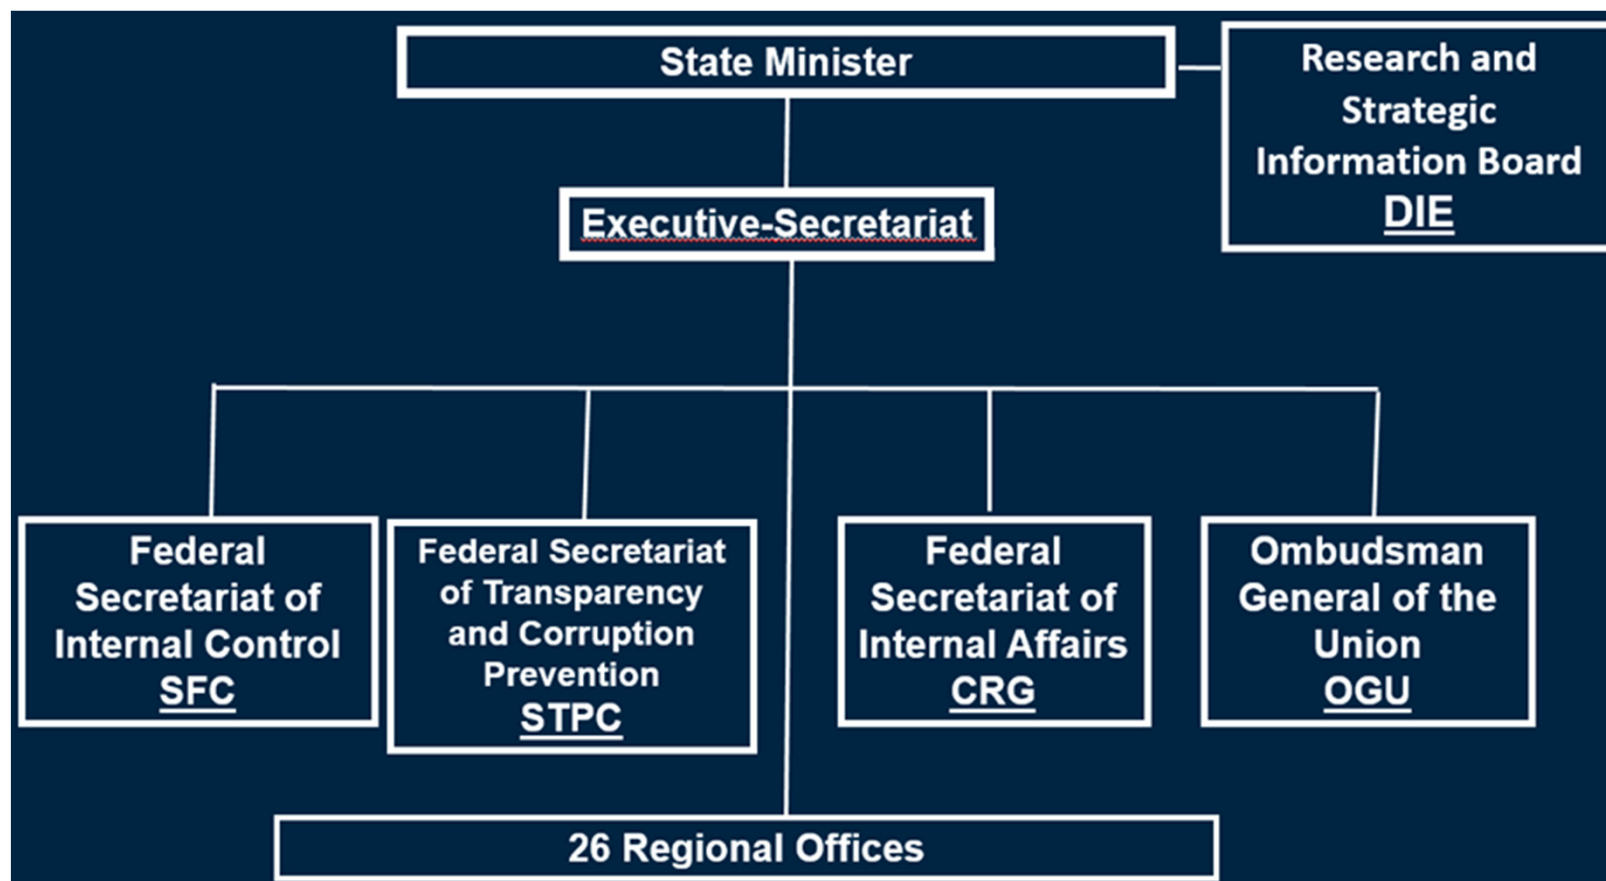 State Minister
Research and
Strategic
Information Board
DIE
Executive-Secretariat
Federal
Secretariat of
Internal Control
SFC
Federal Secretariat
of Transparency
and Corruption
Prevention
STPC
Federal
Secretariat of
Internal Affairs
CRG
Ombudsman
General of the
Union
OGU
26 Regional Offices